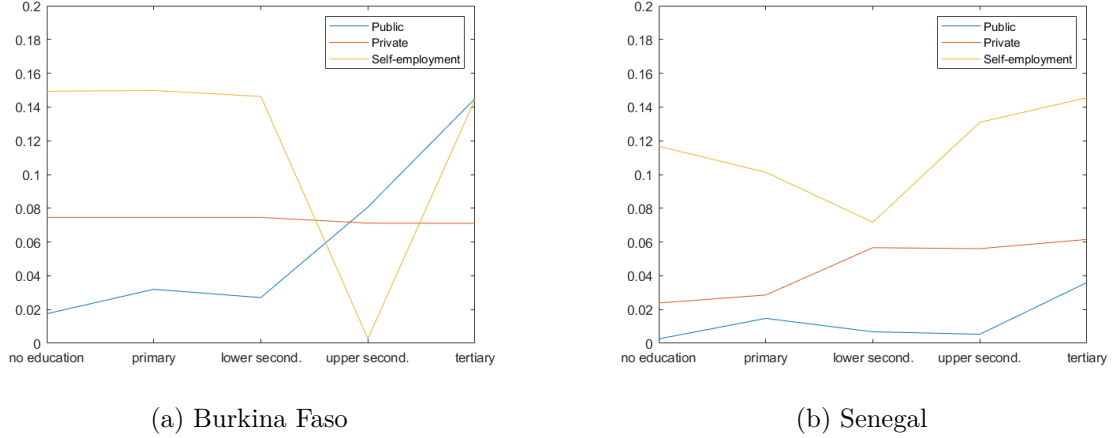 0.2
0.18
0.16
0.14
0.12
0.1
0.08
0.06
0.04
0.02
0
no education primary lower second. upper second. tertiary
Public
Private
Self-employment
(a) Burkina Faso
0.2
0.18
0.16
0.14
0.12
0.1
0.08
0.06
0.04
0.02
0
no education primary lower second. upper second. tertiary
Public
Private
Self-employment
(b) Senegal